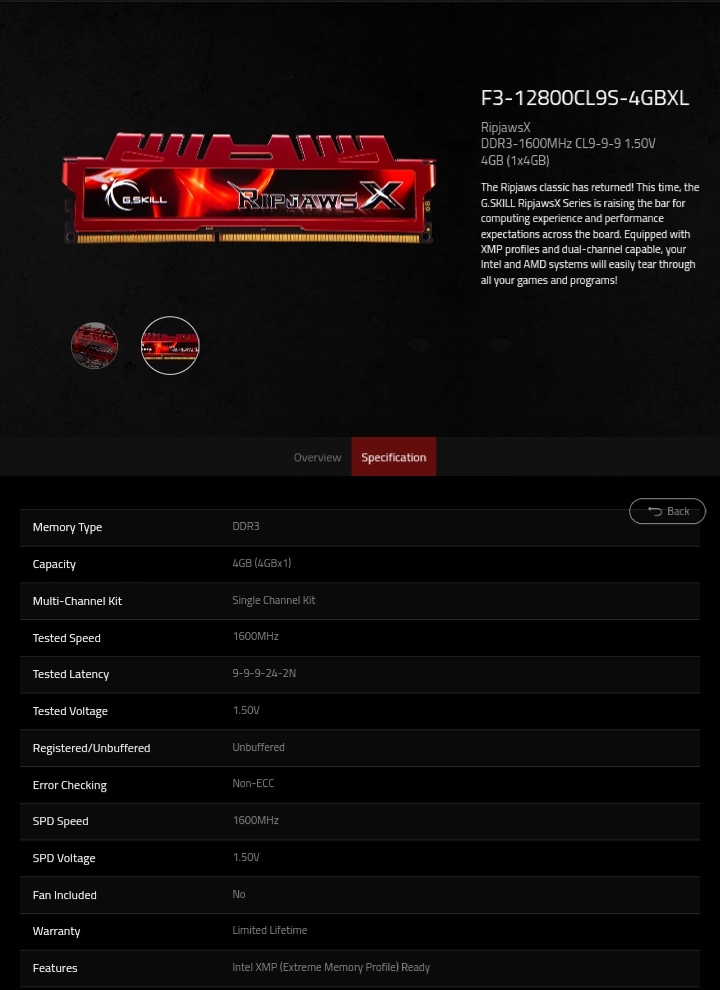 F3-12800CL9S-4GBXL
RipjawsX
DDR3-1600MHz CL9-9-9 1.50V
4GB (1x4GB)
The Ripjaws classic has returned! This time, the
G.SKILL RipjawsX Series is raising the bar for
computing experience and performance
expectations across the board. Equipped with
XMP profiles and dual-channel capable, your
Intel and AMD systems will easily tear through
all your games and programs!
G.SKILL RIPJAWS X
Overview Specification
Back
Memory Type DDR3
Capacity 4GB (4GBx1)
Multi-Channel Kit Single Channel Kit
Tested Speed 1600MHz
Tested Latency 9-9-9-24-2N
Tested Voltage 1.50V
Registered/Unbuffered Unbuffered
Error Checking Non-ECC
SPD Speed 1600MHz
SPD Voltage 1.50V
Fan Included No
Warranty Limited Lifetime
Features Intel XMP (Extreme Memory Profile) Ready